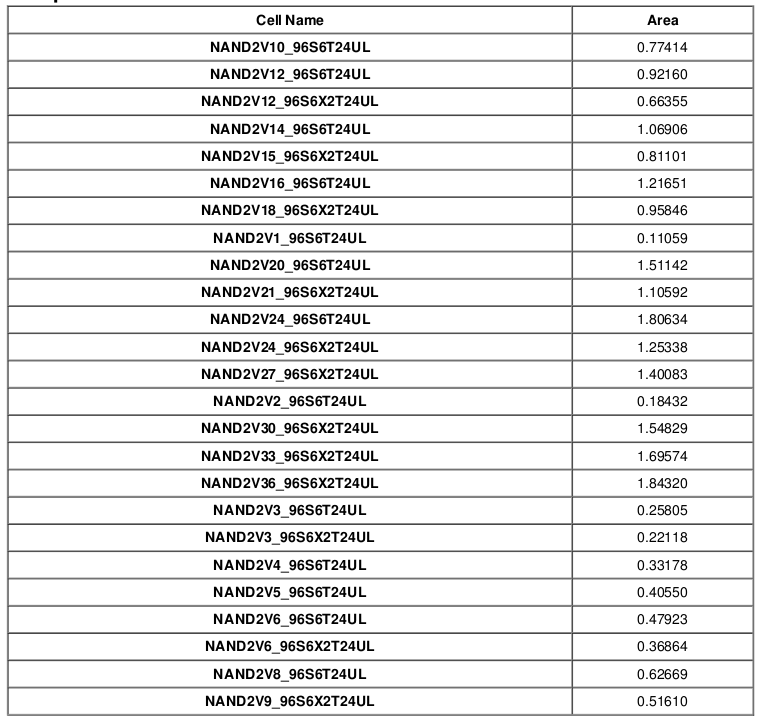 Cell Name Area
NAND2V10_96S6T24UL 0.77414
NAND2V12_96S6T24UL 0.92160
NAND2V12_96S6X2T24UL 0.66355
NAND2V14_96S6T24UL 1.06906
NAND2V15_96S6X2T24UL 0.81101
NAND2V16_96S6T24UL 1.21651
NAND2V18_96S6X2T24UL 0.95846
NAND2V1_96S6T24UL 0.11059
NAND2V20_96S6T24UL 1.51142
NAND2V21_96S6X2T24UL 1.10592
NAND2V24_96S6T24UL 1.80634
NAND2V24_96S6X2T24UL 1.25338
NAND2V27_96S6X2T24UL 1.40083
NAND2V2_96S6T24UL 0.18432
NAND2V30_96S6X2T24UL 1.54829
NAND2V33_96S6X2T24UL 1.69574
NAND2V36_96S6X2T24UL 1.84320
NAND2V3_96S6T24UL 0.25805
NAND2V3_96S6X2T24UL 0.22118
NAND2V4_96S6T24UL 0.33178
NAND2V5_96S6T24UL 0.40550
NAND2V6_96S6T24UL 0.47923
NAND2V6_96S6X2T24UL 0.36864
NAND2V8_96S6T24UL 0.62669
NAND2V9_96S6X2T24UL 0.51610